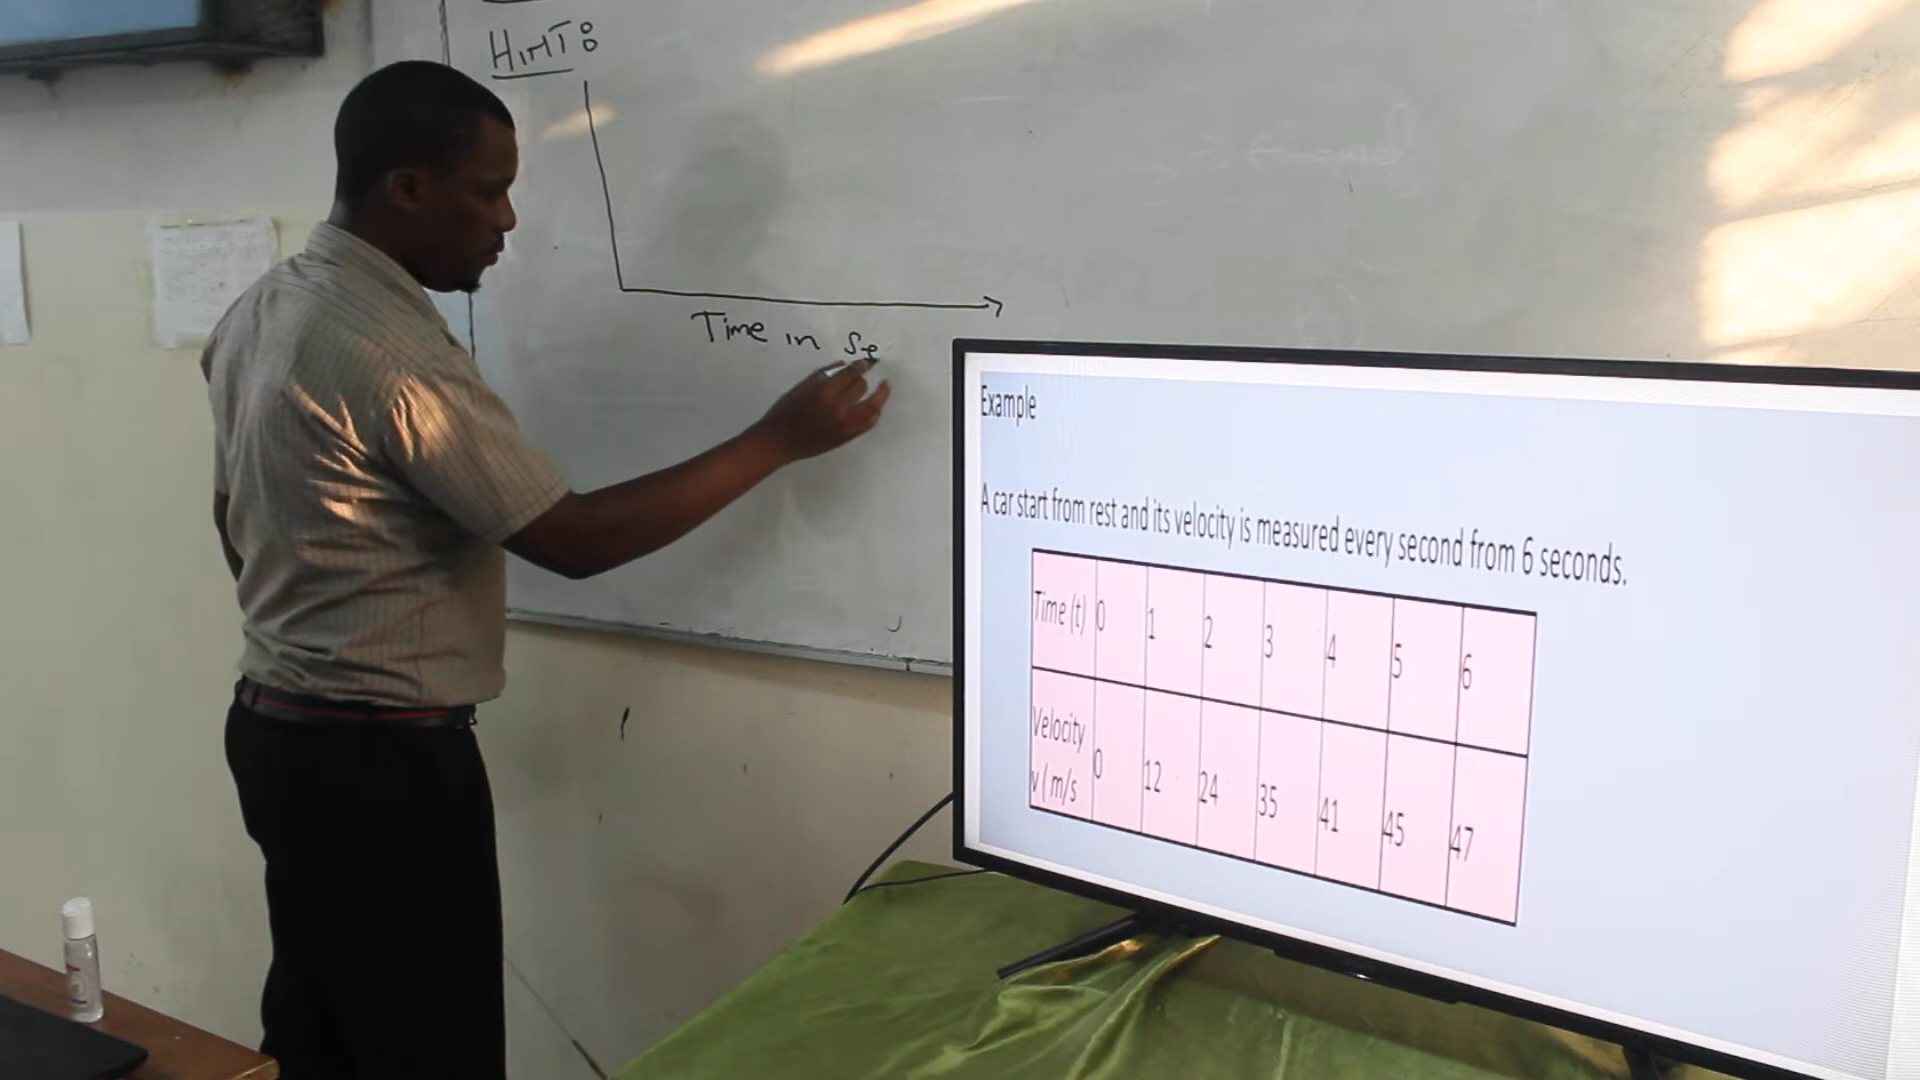 HINT:
Time in Se
Example
A car start from rest and its velocity is measured every second from 6 seconds.
Time (t) 0 1 2 3 4 5 6
Velocity
v ( m/s 0 12 24 35 41 45 47